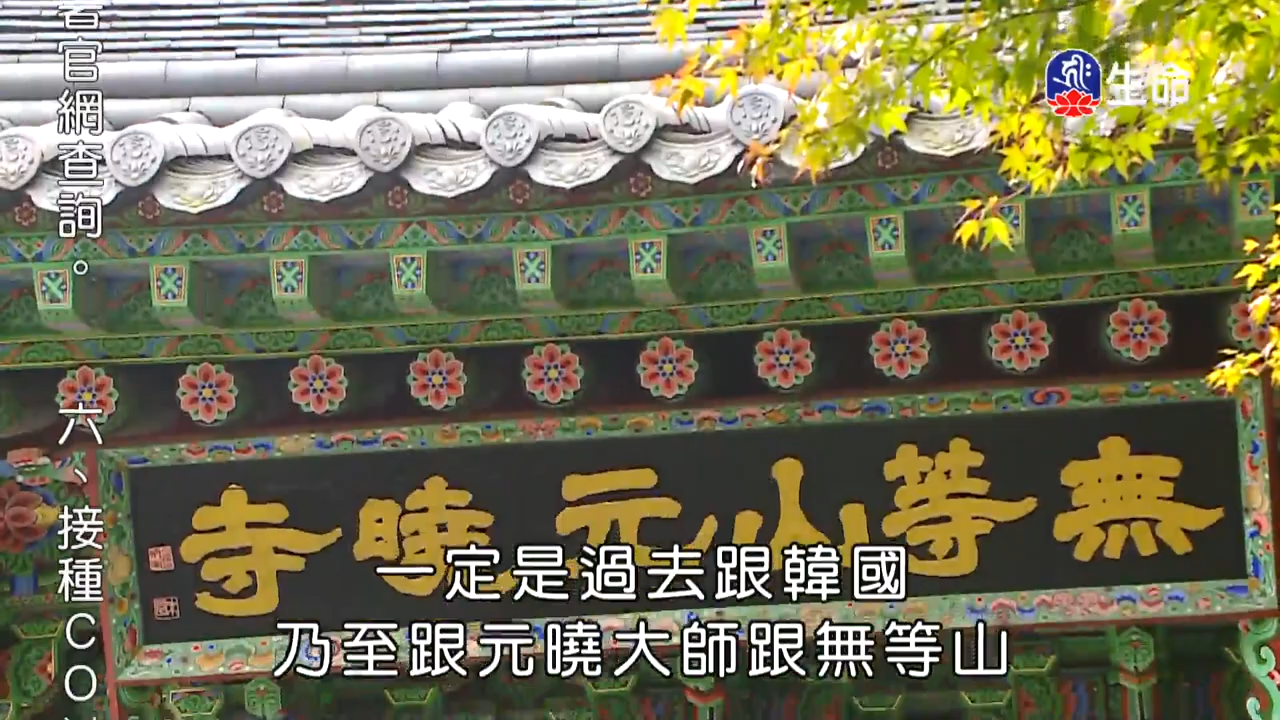 生命
者官網查詢。
六、接種CO
無等山元曉寺
一定是過去跟韓國
乃至跟元曉大師跟無等山